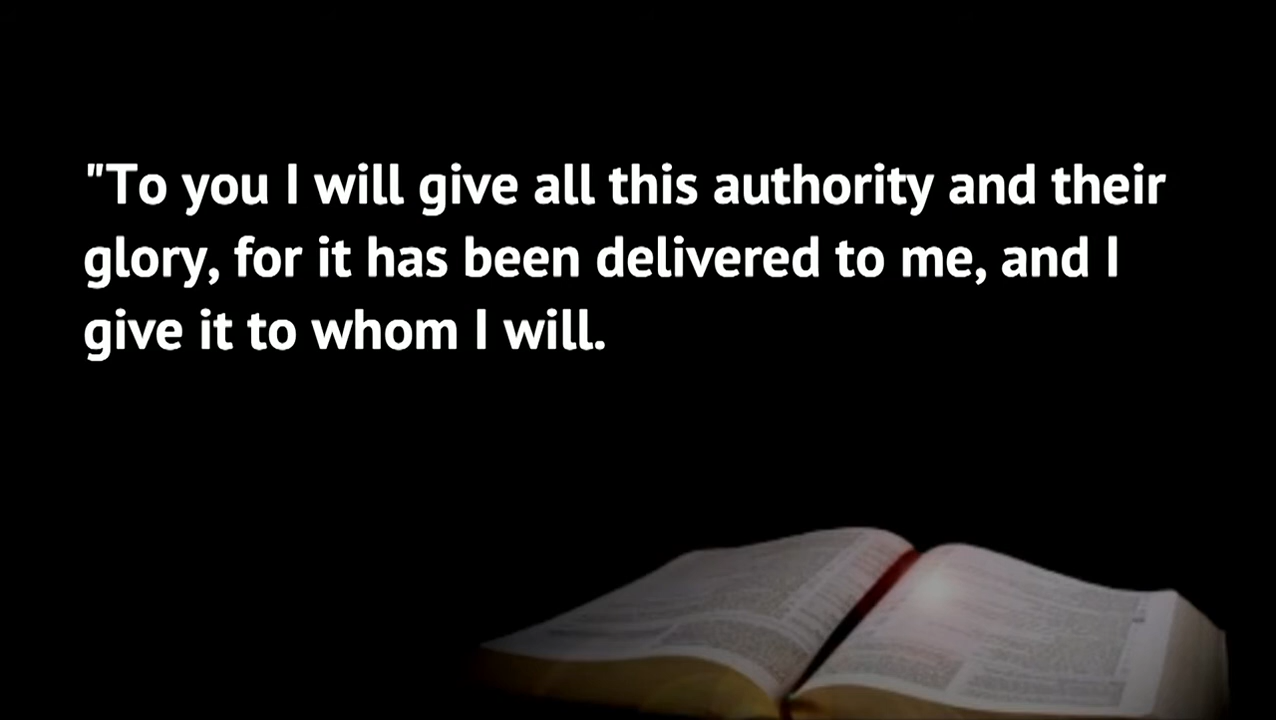 "To you I will give all this authority and their
glory, for it has been delivered to me, and I
give it to whom I will.